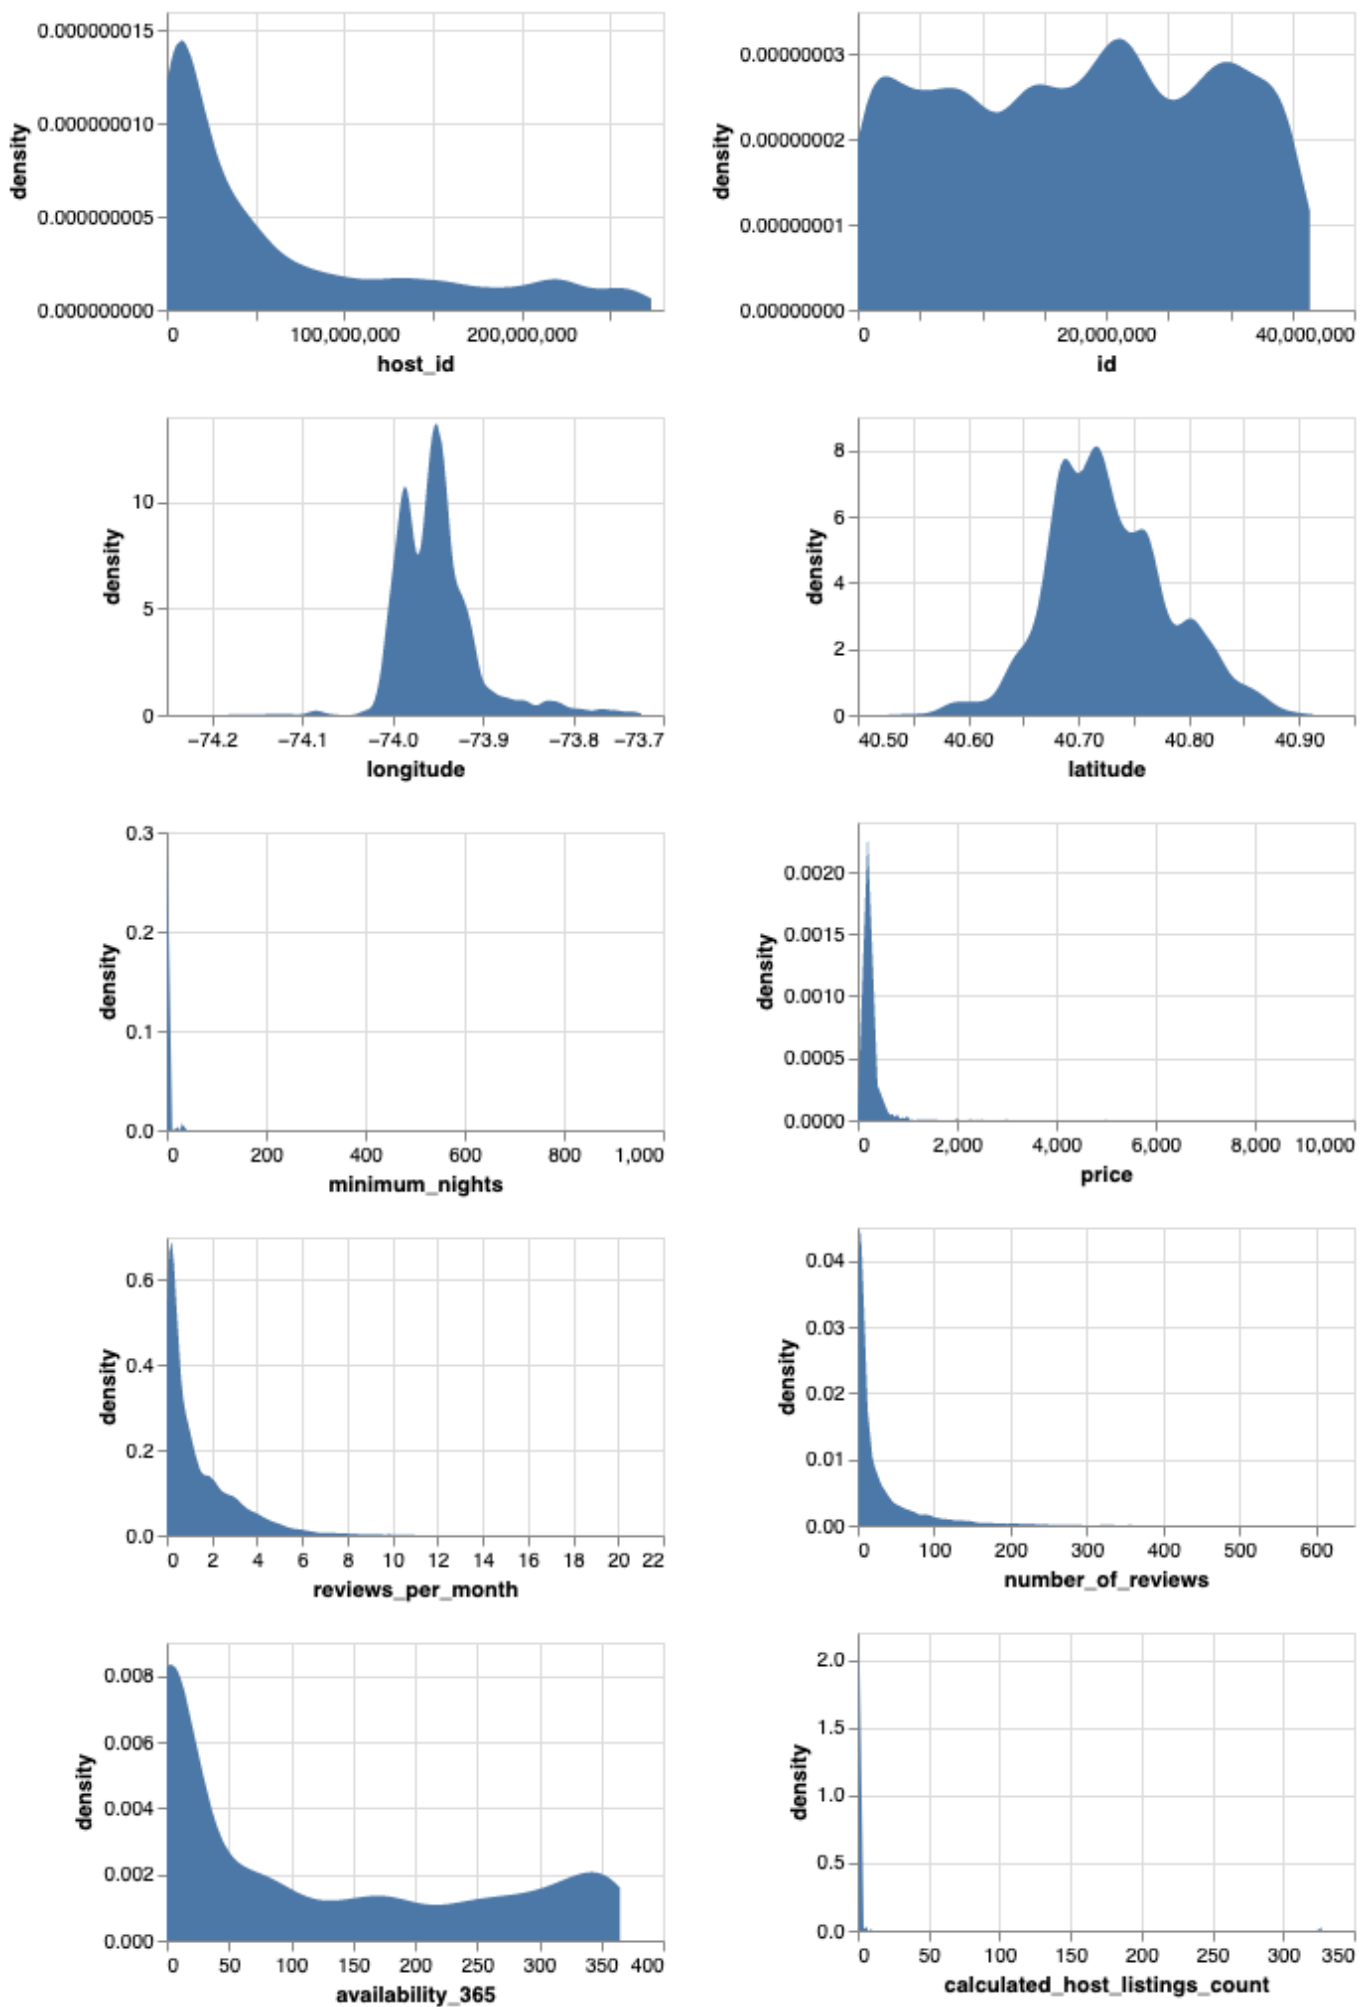 0.000000015
0.000000010
0.000000005
0.000000000
density
0 100,000,000 200,000,000
host_id
0.00000003
0.00000002
0.00000001
0.00000000
density
0 20,000,000 40,000,000
id
10
5
0
density
−74.2 −74.1 −74.0 −73.9 −73.8 −73.7
longitude
8
6
4
2
0
density
40.50 40.60 40.70 40.80 40.90
latitude
0.3
0.2
0.1
0.0
density
0 200 400 600 800 1,000
minimum_nights
0.0020
0.0015
0.0010
0.0005
0.0000
density
0 2,000 4,000 6,000 8,000 10,000
price
0.6
0.4
0.2
0.0
density
0 2 4 6 8 10 12 14 16 18 20 22
reviews_per_month
0.04
0.03
0.02
0.01
0.00
density
0 100 200 300 400 500 600
number_of_reviews
0.008
0.006
0.004
0.002
0.000
density
0 50 100 150 200 250 300 350 400
availability_365
2.0
1.5
1.0
0.5
0.0
density
0 50 100 150 200 250 300 350
calculated_host_listings_count